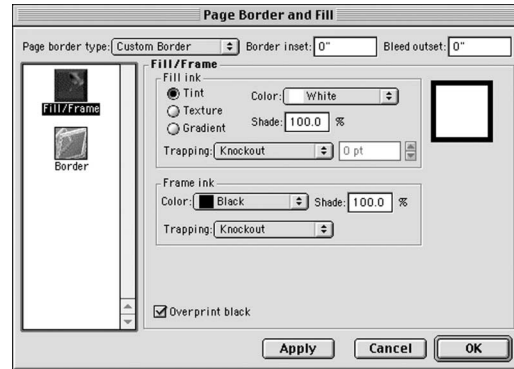 Page Border and Fill
Page border type: Custom Border Border inset: 0" Bleed outset: 0"
Fill/Frame
Border
Fill/Frame
Fill ink
Tint
Texture
Gradient
Color: White
Shade: 100.0 %
Trapping: Knockout 0 pt
Frame ink
Color: Black Shade: 100.0 %
Trapping: Knockout
Overprint black
Apply Cancel OK